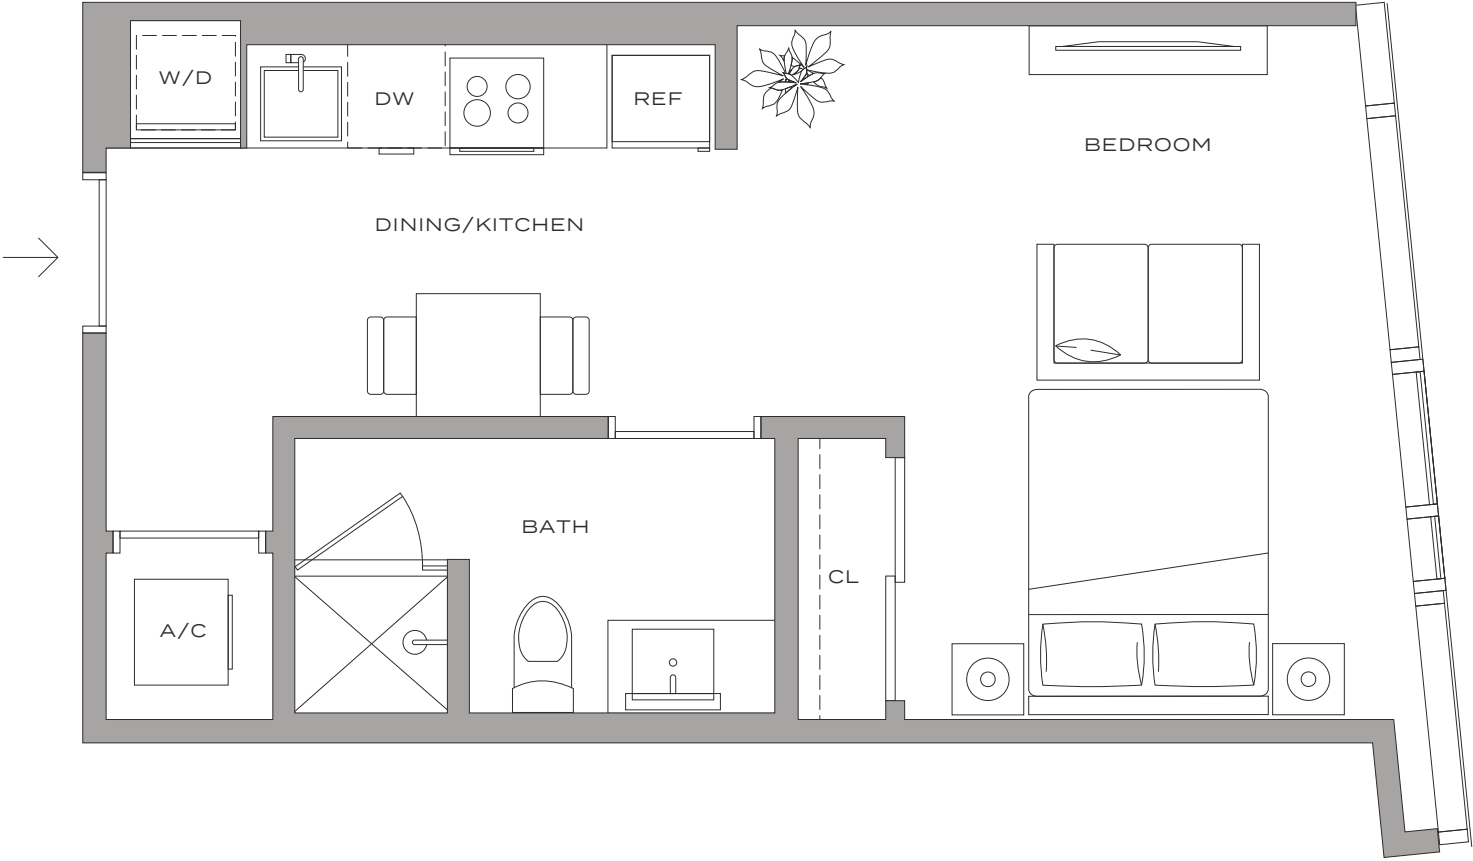 W/D
DW
REF
BEDROOM
DINING/KITCHEN
BATH
CL
A/C